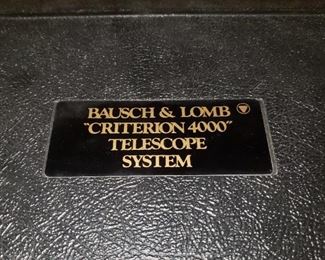 BAUSCH & LOMB
"CRITERION 4000"
TELESCOPE
SYSTEM